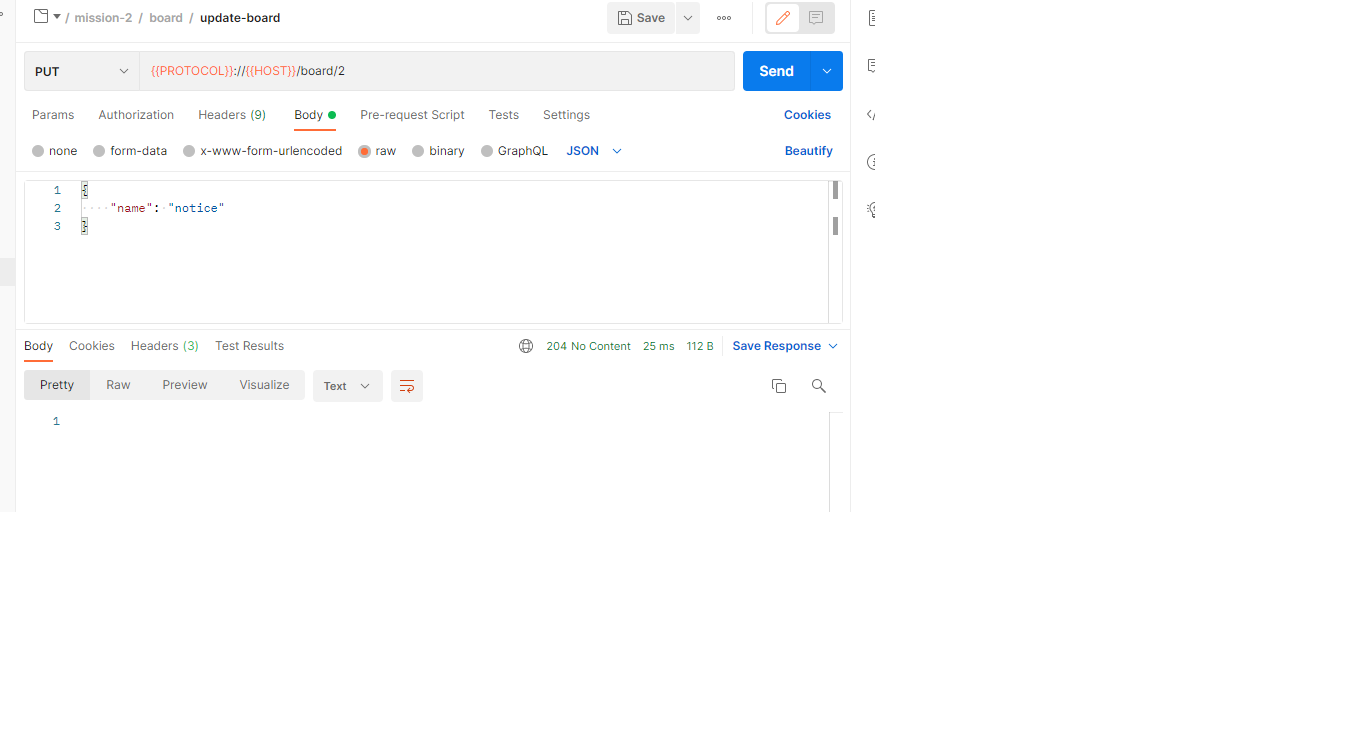 / mission-2 / board / update-board
Save
PUT
{{PROTOCOL}}://{{HOST}}/board/2
Send
Params Authorization Headers (9) Body Pre-request Script Tests Settings Cookies
none form-data x-www-form-urlencoded raw binary GraphQL JSON Beautify
1 {
2 "name": "notice"
3 }
Body Cookies Headers (3) Test Results 204 No Content 25 ms 112 B Save Response
Pretty Raw Preview Visualize Text
1